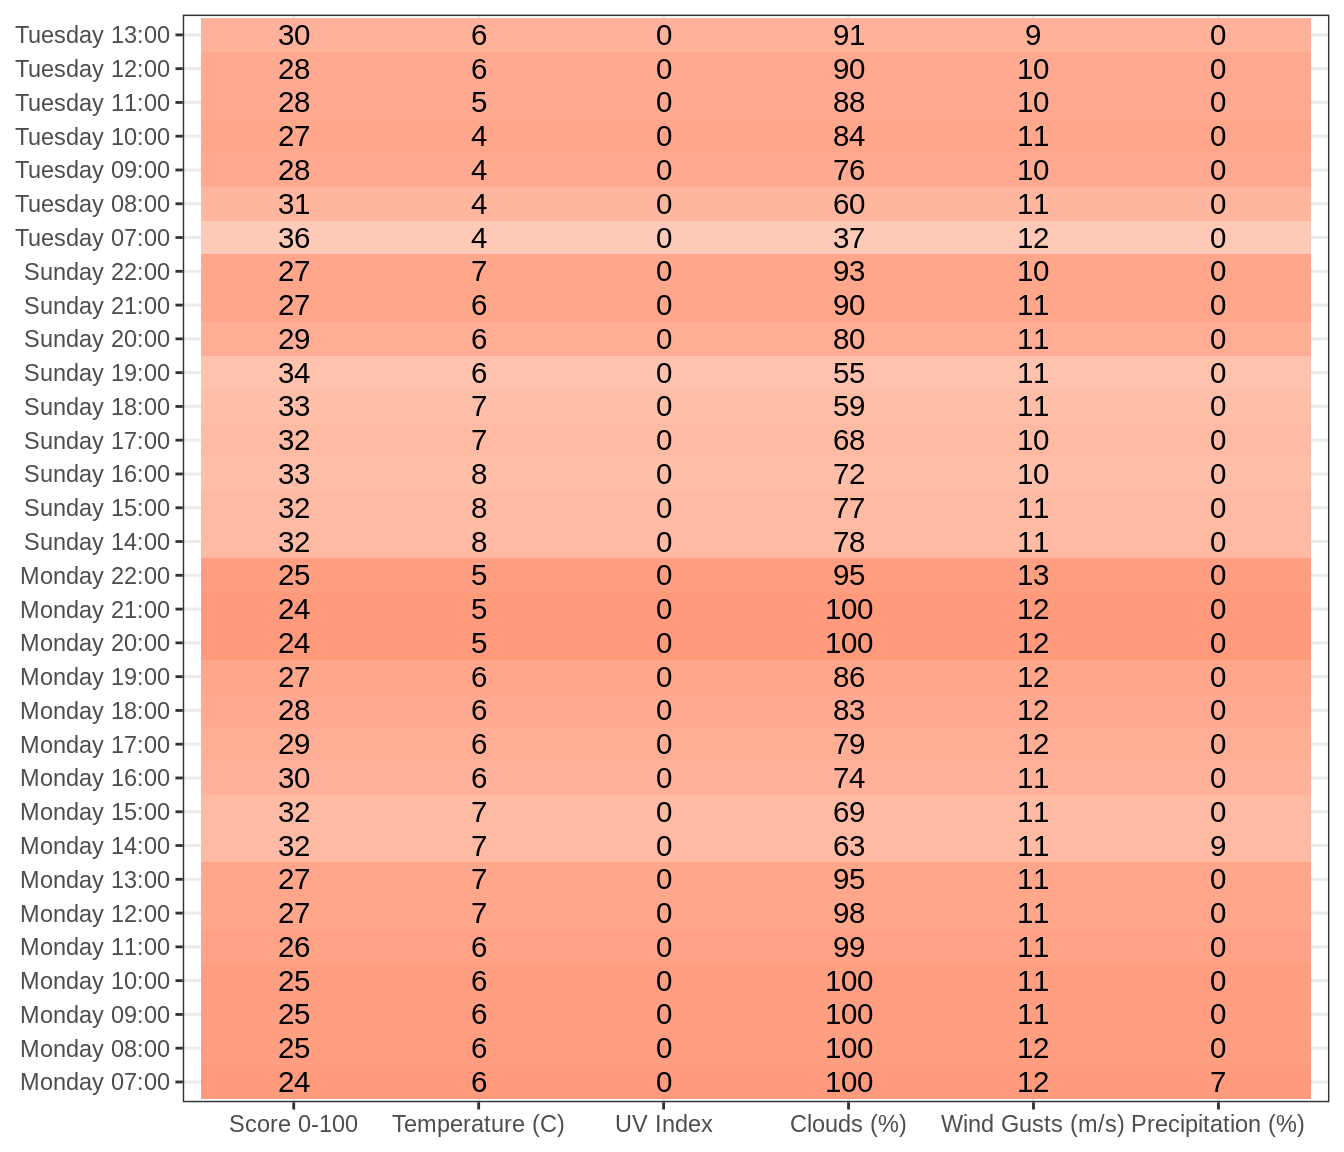 Tuesday 13:00 30 6 0 91 9 0
Tuesday 12:00 28 6 0 90 10 0
Tuesday 11:00 28 5 0 88 10 0
Tuesday 10:00 27 4 0 84 11 0
Tuesday 09:00 28 4 0 76 10 0
Tuesday 08:00 31 4 0 60 11 0
Tuesday 07:00 36 4 0 37 12 0
Sunday 22:00 27 7 0 93 10 0
Sunday 21:00 27 6 0 90 11 0
Sunday 20:00 29 6 0 80 11 0
Sunday 19:00 34 6 0 55 11 0
Sunday 18:00 33 7 0 59 11 0
Sunday 17:00 32 7 0 68 10 0
Sunday 16:00 33 8 0 72 10 0
Sunday 15:00 32 8 0 77 11 0
Sunday 14:00 32 8 0 78 11 0
Monday 22:00 25 5 0 95 13 0
Monday 21:00 24 5 0 100 12 0
Monday 20:00 24 5 0 100 12 0
Monday 19:00 27 6 0 86 12 0
Monday 18:00 28 6 0 83 12 0
Monday 17:00 29 6 0 79 12 0
Monday 16:00 30 6 0 74 11 0
Monday 15:00 32 7 0 69 11 0
Monday 14:00 32 7 0 63 11 9
Monday 13:00 27 7 0 95 11 0
Monday 12:00 27 7 0 98 11 0
Monday 11:00 26 6 0 99 11 0
Monday 10:00 25 6 0 100 11 0
Monday 09:00 25 6 0 100 11 0
Monday 08:00 25 6 0 100 12 0
Monday 07:00 24 6 0 100 12 7
Score 0-100 Temperature (C) UV Index Clouds (%) Wind Gusts (m/s) Precipitation (%)